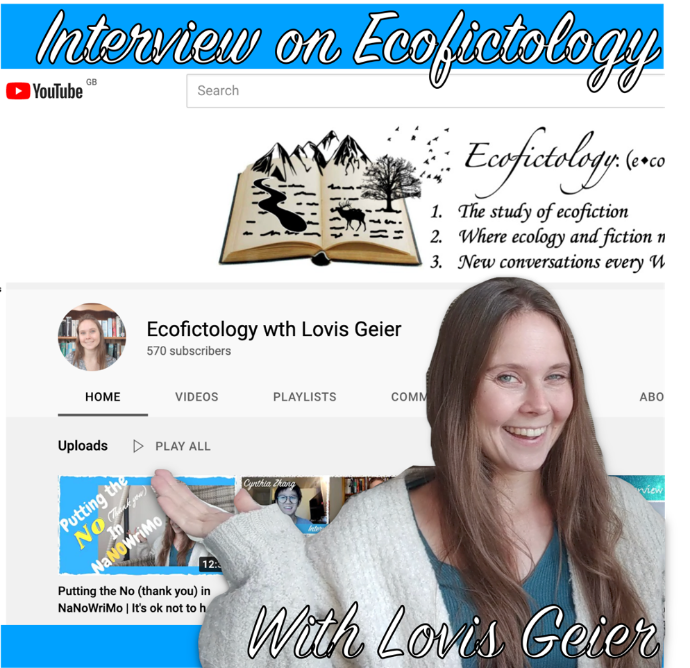 Interview on Ecofictology
YouTube GB
Search
Ecofictology: (e◆co
1. The study of ecofiction
2. Where ecology and fiction m
3. New conversations every W
Ecofictology wth Lovis Geier
570 subscribers
HOME VIDEOS PLAYLISTS COMM ABO
Uploads PLAY ALL
Putting the
NO (Thank you)
In
NaNoWriMo
12:
Cynthia Zhang
Putting the No (thank you) in
NaNoWriMo | It's ok not to h
With Lovis Geier